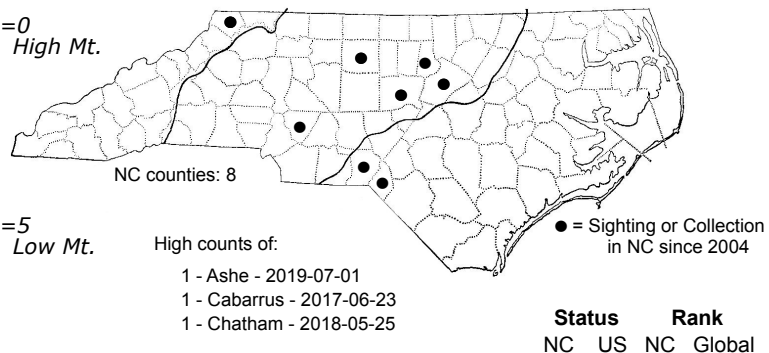 =0
High Mt.
NC counties: 8
=5
Low Mt.
High counts of:
1 - Ashe - 2019-07-01
1 - Cabarrus - 2017-06-23
1 - Chatham - 2018-05-25
● = Sighting or Collection
in NC since 2004
Status Rank
NC US NC Global